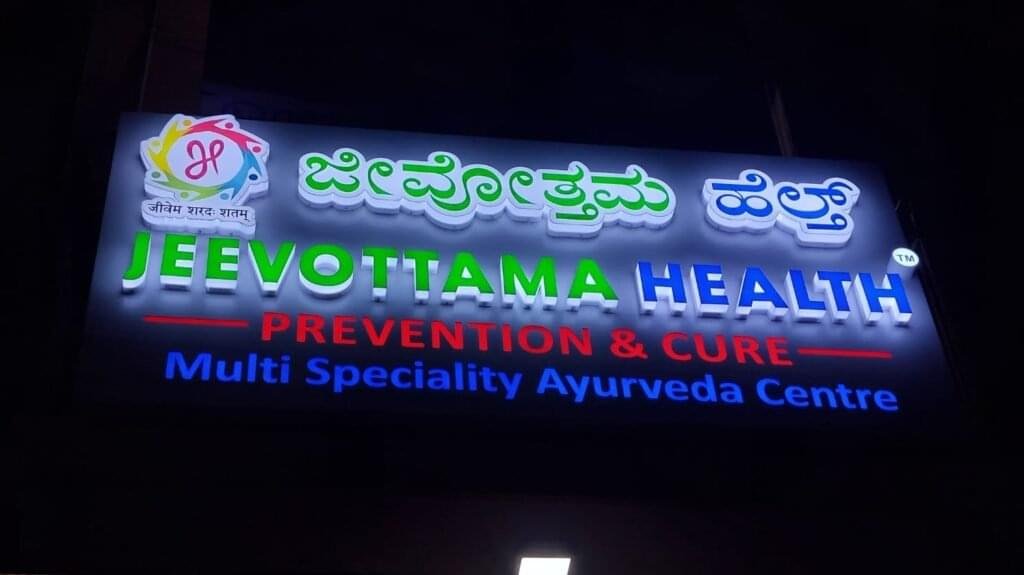 ಜೀವೋತ್ತಮ ಹೆಲ್ತ್
जीवेम शरदः शतम्
JEEVOTTAMA HEALTH TM
PREVENTION & CURE
Multi Speciality Ayurveda Centre